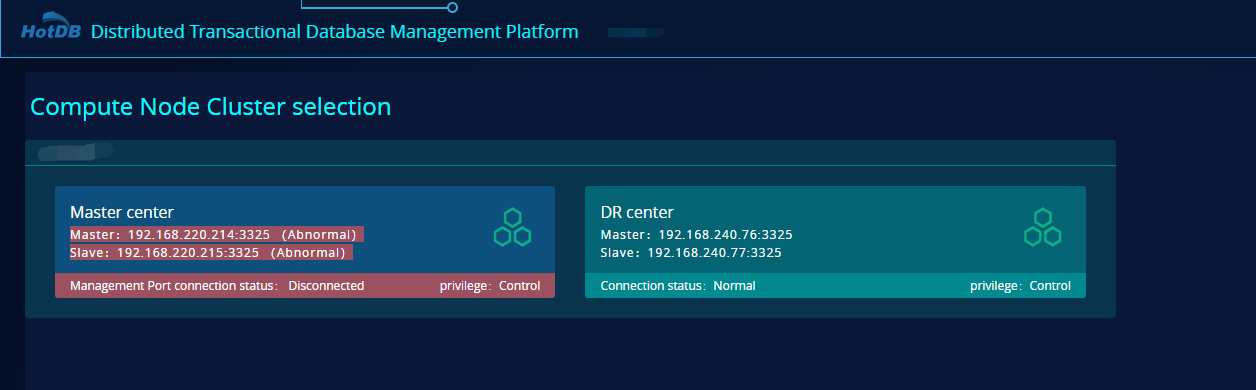 HotDB Distributed Transactional Database Management Platform
Compute Node Cluster selection
Master center
Master: 192.168.220.214:3325 (Abnormal)
Slave: 192.168.220.215:3325 (Abnormal)
Management Port connection status: Disconnected privilege: Control
DR center
Master: 192.168.240.76:3325
Slave: 192.168.240.77:3325
Connection status: Normal privilege: Control